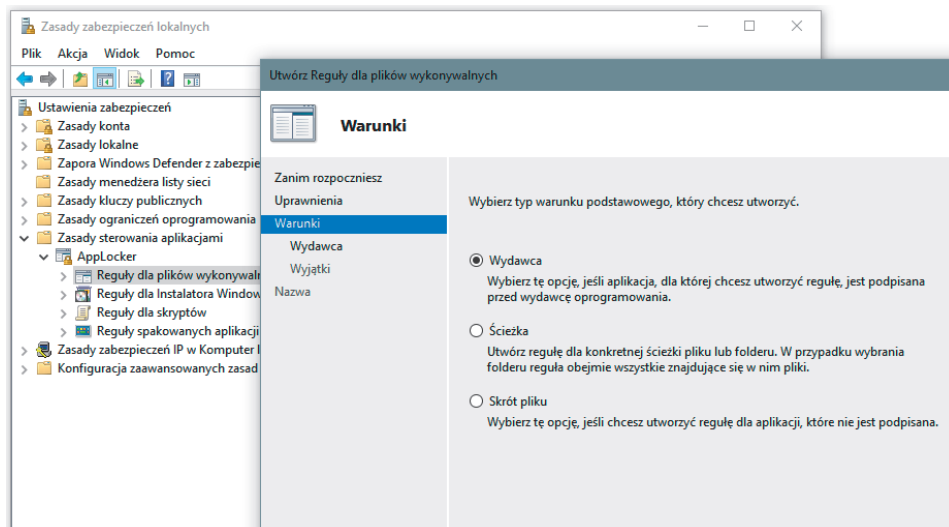 Zasady zabezpieczeń lokalnych
Plik Akcja Widok Pomoc
Ustawienia zabezpieczeń
Zasady konta
Zasady lokalne
Zapora Windows Defender z zabezpie
Zasady menedżera listy sieci
Zasady kluczy publicznych
Zasady ograniczeń oprogramowania
Zasady sterowania aplikacjami
AppLocker
Reguły dla plików wykonywaln
Reguły dla Instalatora Window
Reguły dla skryptów
Reguły spakowanych aplikacji
Zasady zabezpieczeń IP w Komputer l
Konfiguracja zaawansowanych zasad
Utwórz Reguły dla plików wykonywalnych
Warunki
Zanim rozpoczniesz
Uprawnienia
Warunki
Wydawca
Wyjątki
Nazwa
Wybierz typ warunku podstawowego, który chcesz utworzyć.
Wydawca
Wybierz tę opcję, jeśli aplikacja, dla której chcesz utworzyć regułę, jest podpisana
przed wydawcę oprogramowania.
Ścieżka
Utwórz regułę dla konkretnej ścieżki pliku lub folderu. W przypadku wybrania
folderu reguła obejmie wszystkie znajdujące się w nim pliki.
Skrót pliku
Wybierz tę opcję, jeśli chcesz utworzyć regułę dla aplikacji, które nie jest podpisana.